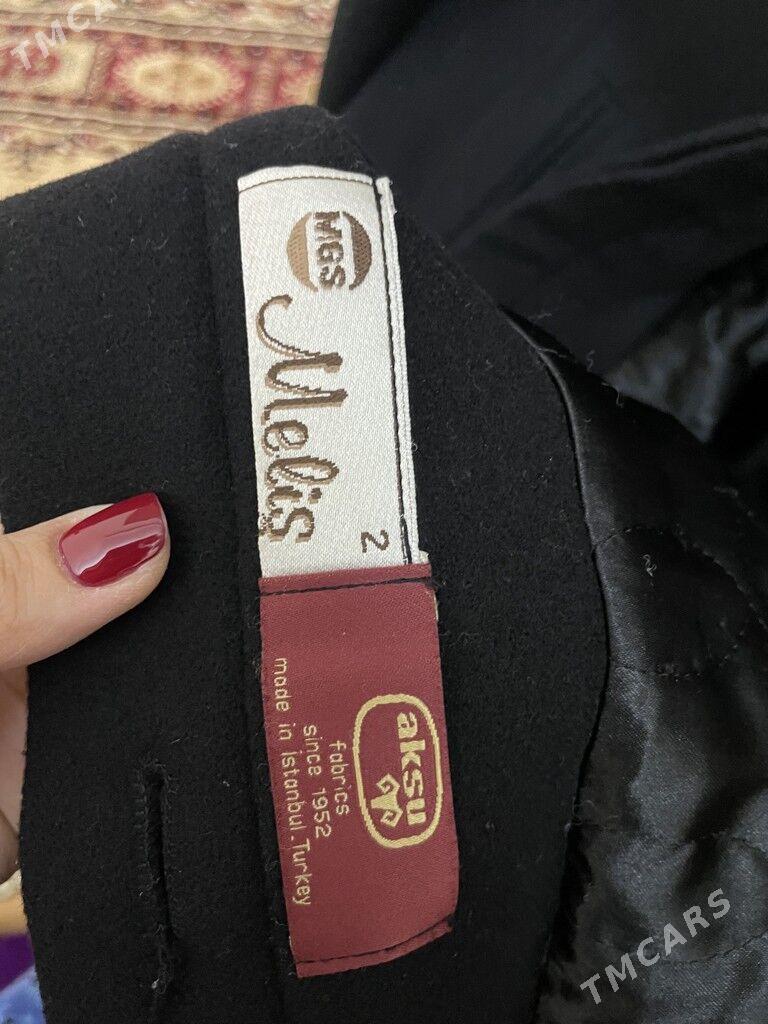 TMCARS
MGS
Melis
2
aksu
fabrics
since 1952
made in istanbul-Turkey
TMCARS